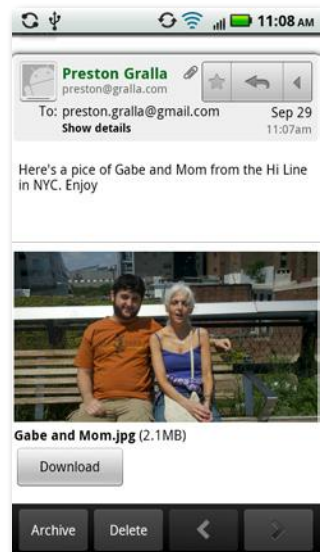 11:08 AM
Preston Gralla
preston@gralla.com
To: preston.gralla@gmail.com Sep 29
Show details 11:07am
Here's a pice of Gabe and Mom from the Hi Line
in NYC. Enjoy
Gabe and Mom.jpg (2.1MB)
Download
Archive Delete